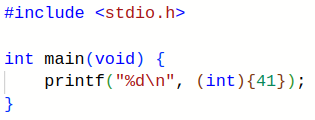 #include <stdio.h>

int main(void) {
    printf("%d\n", (int){41});
}